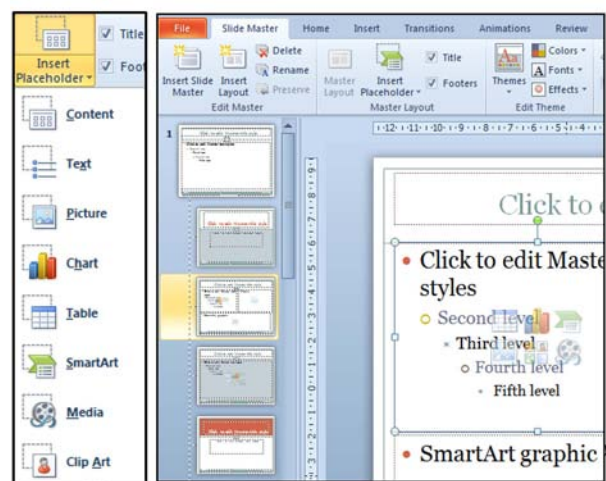 Insert
Placeholder
Title
Foot
Content
Text
Picture
Chart
Table
SmartArt
Media
Clip Art
File Slide Master Home Insert Transitions Animations Review
Insert Slide Master
Insert Layout
Delete
Rename
Preserve
Edit Master
Master Layout
Insert Placeholder
Title
Footers
Master Layout
Themes
Colors
Fonts
Effects
Edit Theme
1
Click to e
Click to edit Maste
styles
Second level
Third level
Fourth level
Fifth level
SmartArt graphic